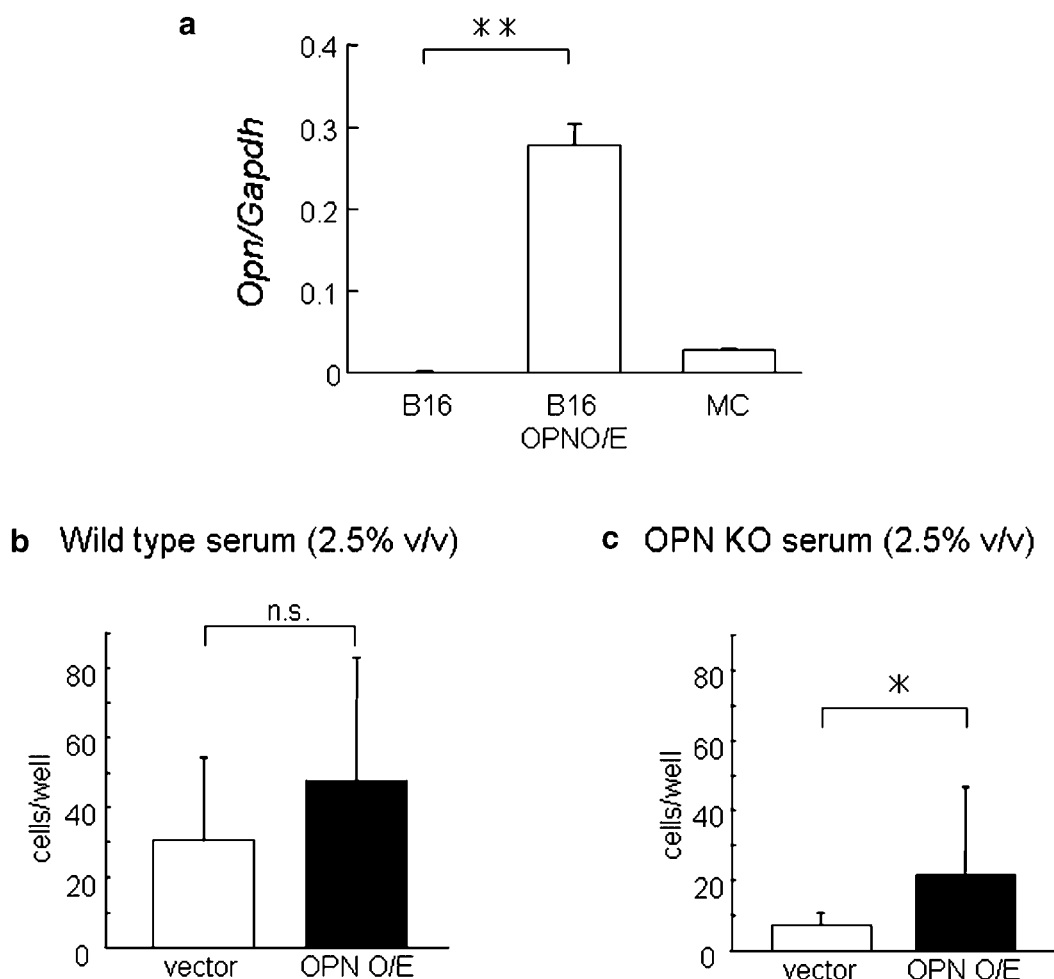 a
**
0.4
0.3
0.2
0.1
0
Opn/Gapdh
B16
B16
OPNO/E
MC
b Wild type serum (2.5% v/v)
n.s.
80
60
40
20
0
cells/well
vector
OPN O/E
c OPN KO serum (2.5% v/v)
*
80
60
40
20
0
cells/well
vector
OPN O/E